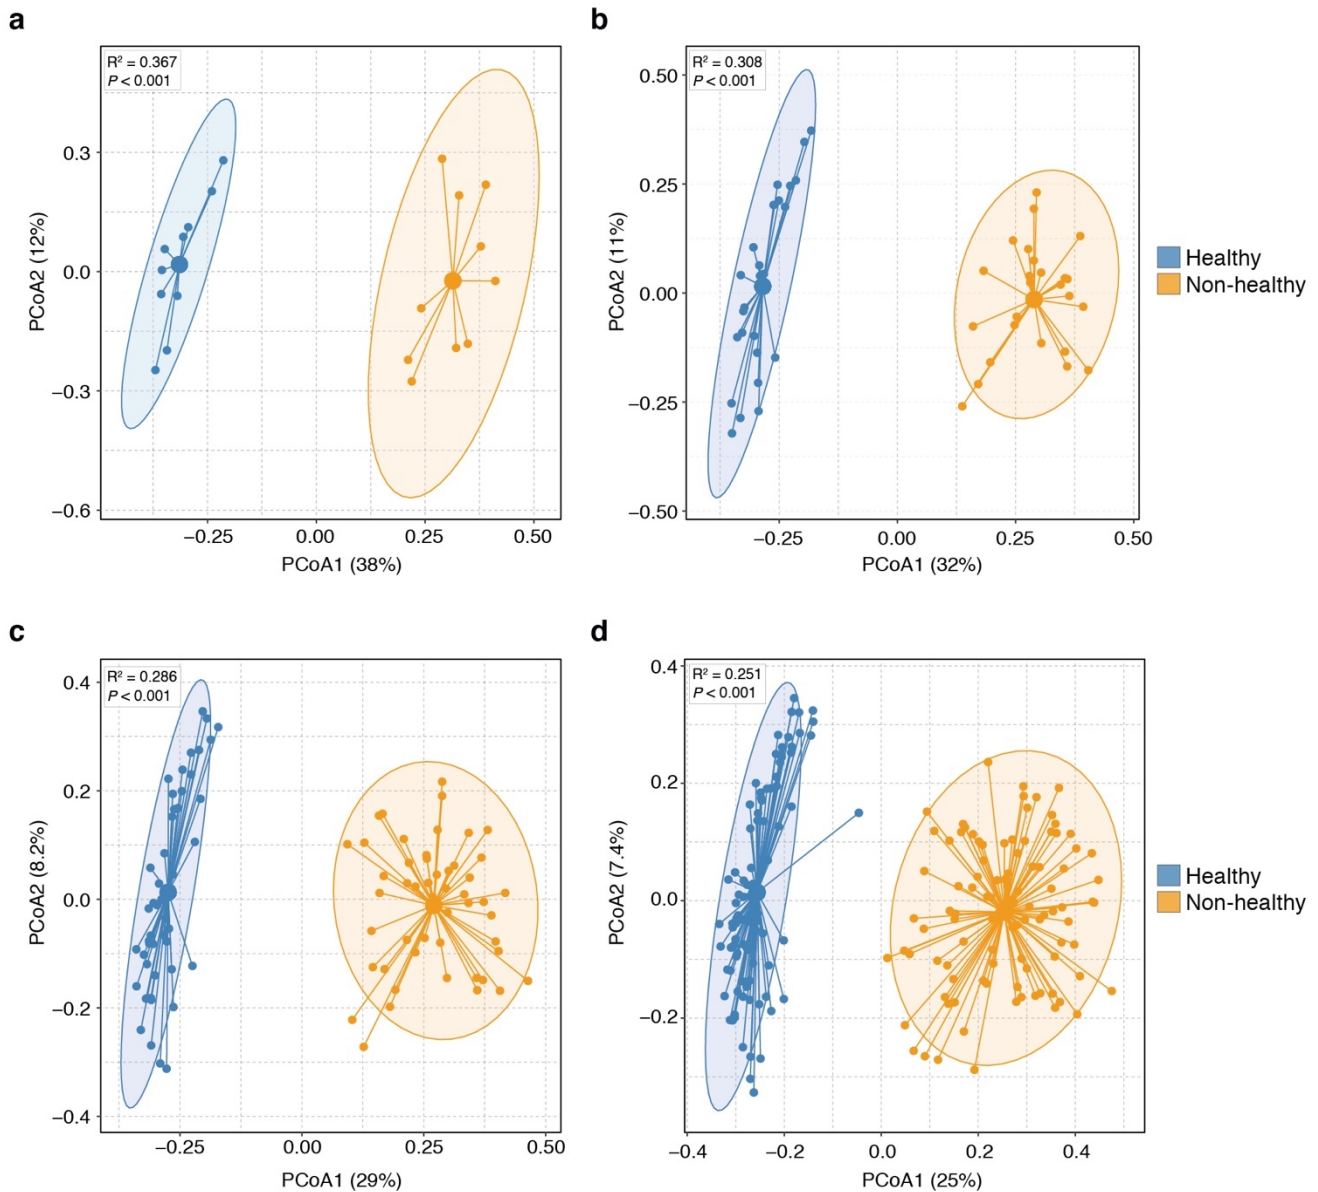 a
R² = 0.367
P < 0.001
0.3
0.0
−0.3
−0.6
PCoA2 (12%)
−0.25 0.00 0.25 0.50
PCoA1 (38%)
b
R² = 0.308
P < 0.001
0.50
0.25
0.00
−0.25
−0.50
PCoA2 (11%)
−0.25 0.00 0.25 0.50
PCoA1 (32%)
Healthy
Non-healthy
c
R² = 0.286
P < 0.001
0.4
0.2
0.0
−0.2
−0.4
PCoA2 (8.2%)
−0.25 0.00 0.25 0.50
PCoA1 (29%)
d
R² = 0.251
P < 0.001
0.4
0.2
0.0
−0.2
PCoA2 (7.4%)
−0.4 −0.2 0.0 0.2 0.4
PCoA1 (25%)
Healthy
Non-healthy